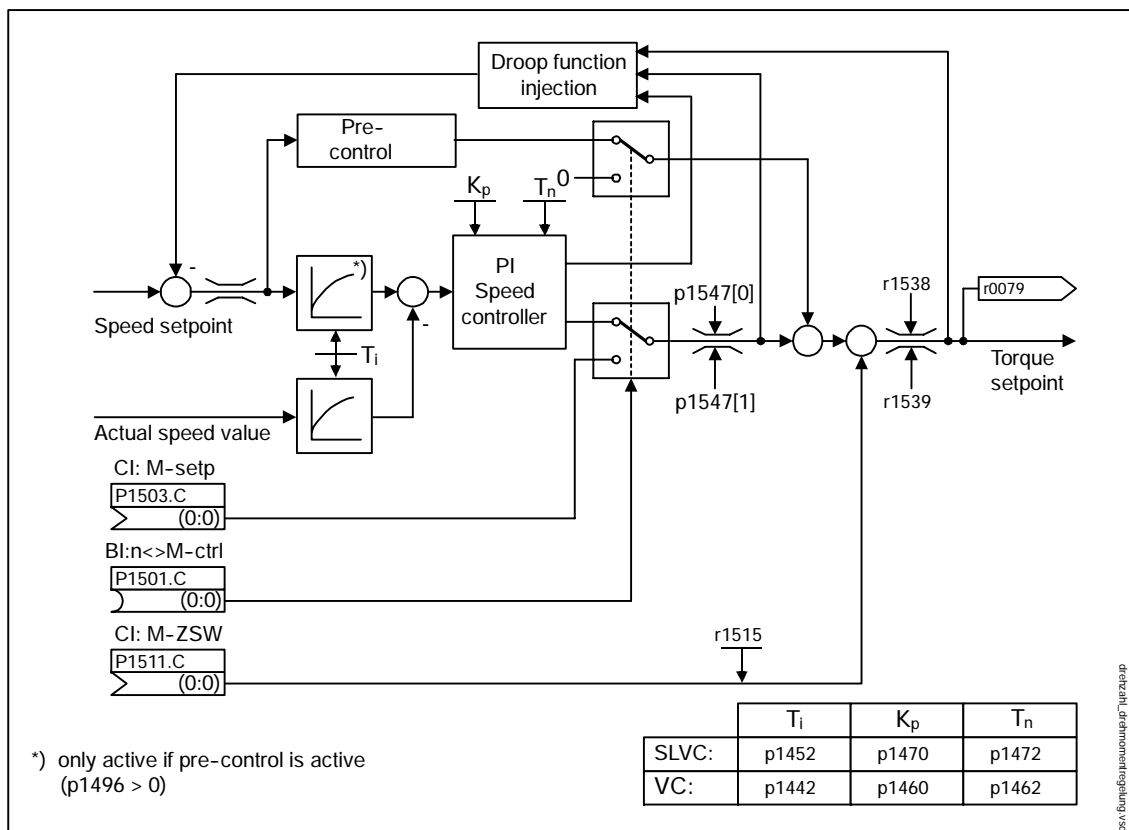 Droop function
injection
Pre-
control
0
Kp
Tn
*)
PI
Speed
controller
-
Speed setpoint
-
Ti
Actual speed value
p1547[0]
p1547[1]
r1538
r1539
r0079
Torque
setpoint
CI: M-setp
P1503.C
(0:0)
BI:n<>M-ctrl
P1501.C
(0:0)
CI: M-ZSW
P1511.C
(0:0)
r1515
*) only active if pre-control is active
(p1496 > 0)
Ti Kp Tn
SLVC: p1452 p1470 p1472
VC: p1442 p1460 p1462
drehzahl_drehmomentregelung.vsd